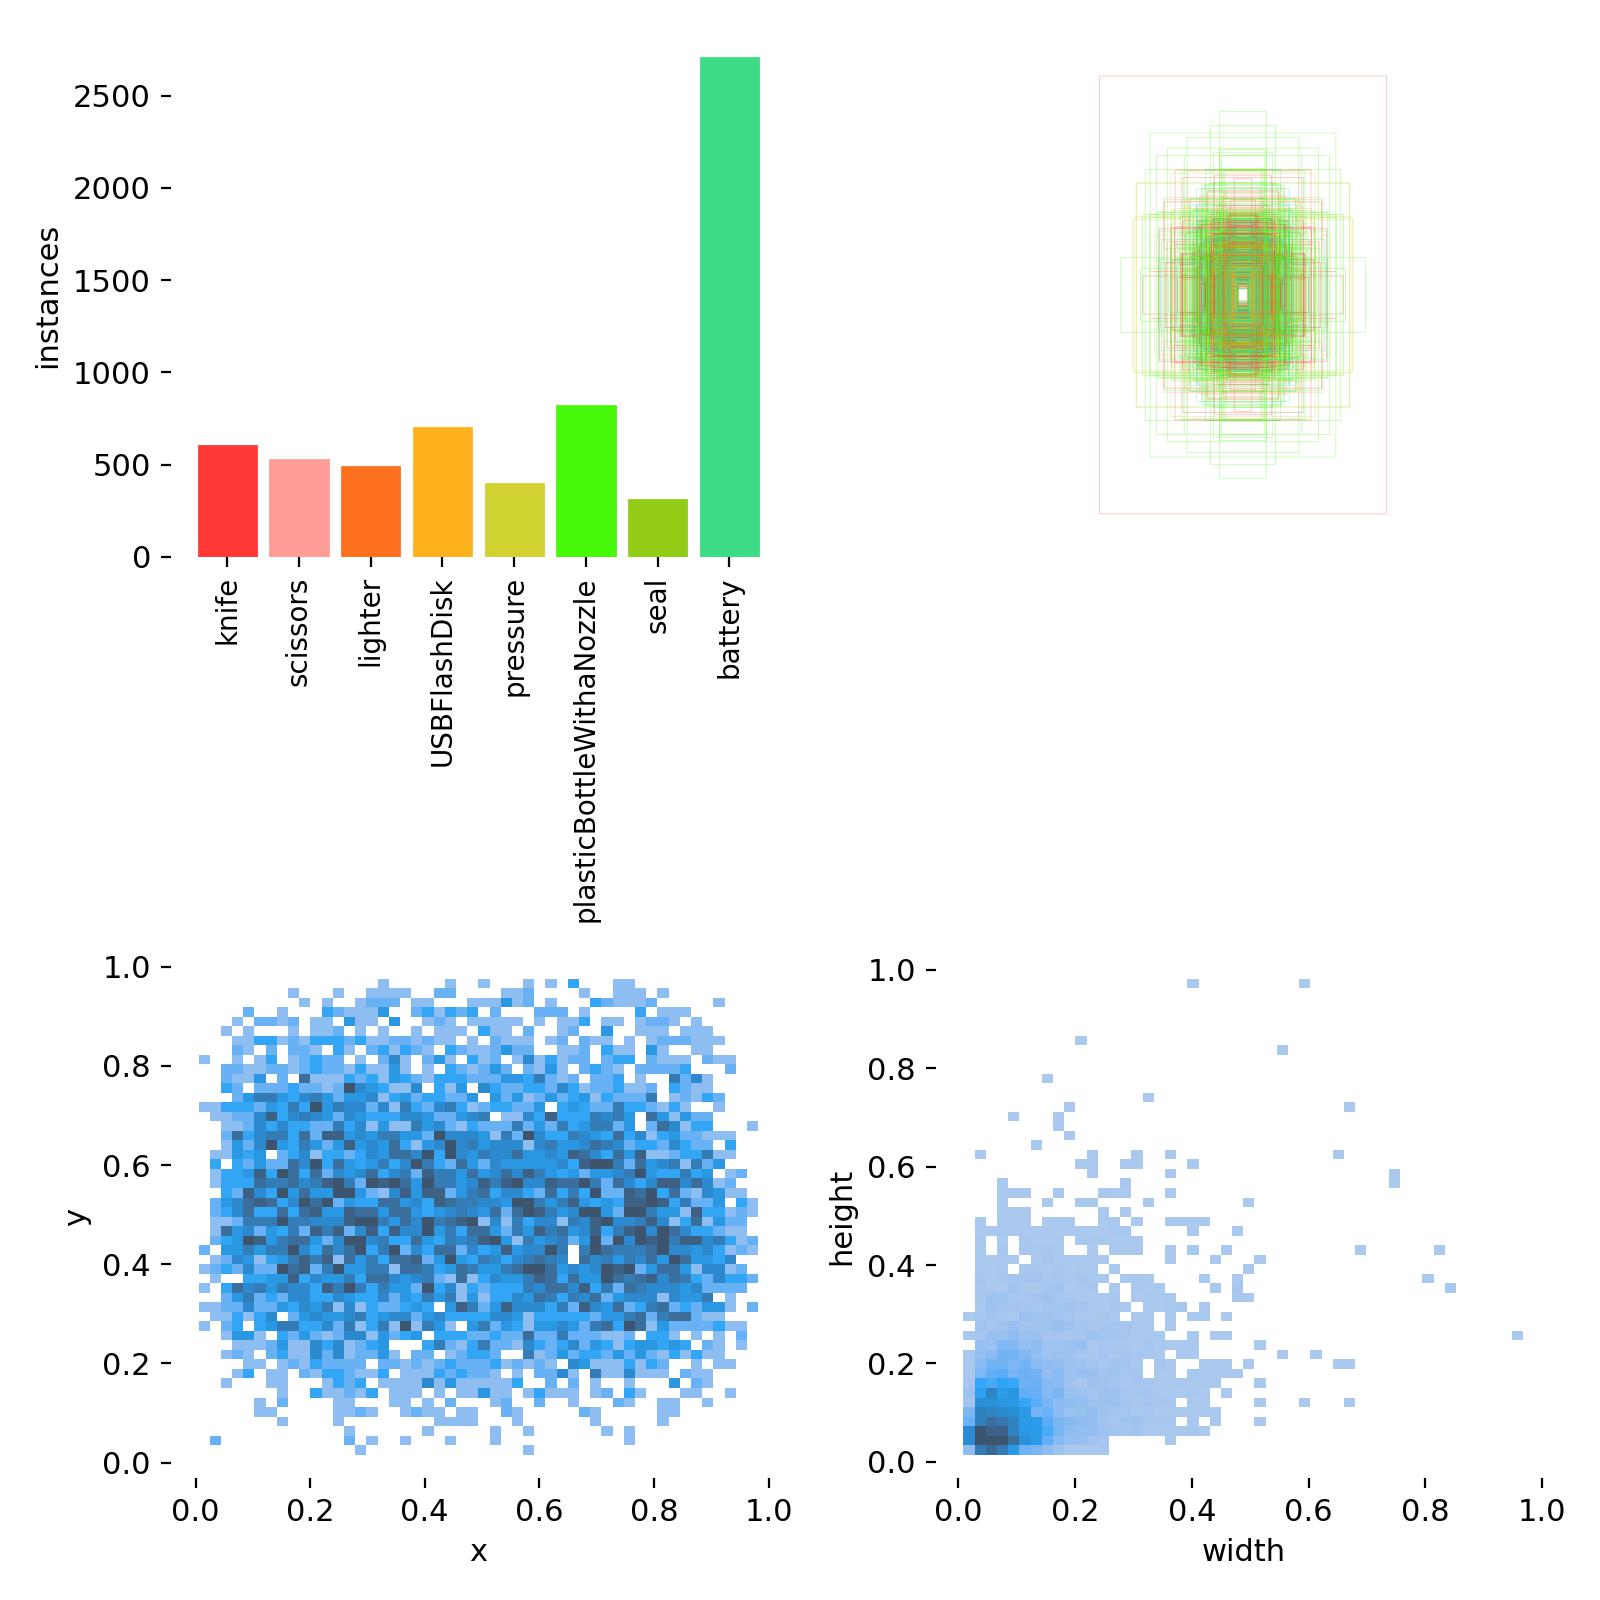 instances
2500
2000
1500
1000
500
0
knife
scissors
lighter
USBFlashDisk
pressure
plasticBottleWithaNozzle
seal
battery
y
1.0
0.8
0.6
0.4
0.2
0.0
0.0 0.2 0.4 0.6 0.8 1.0
x
height
1.0
0.8
0.6
0.4
0.2
0.0
0.0 0.2 0.4 0.6 0.8 1.0
width